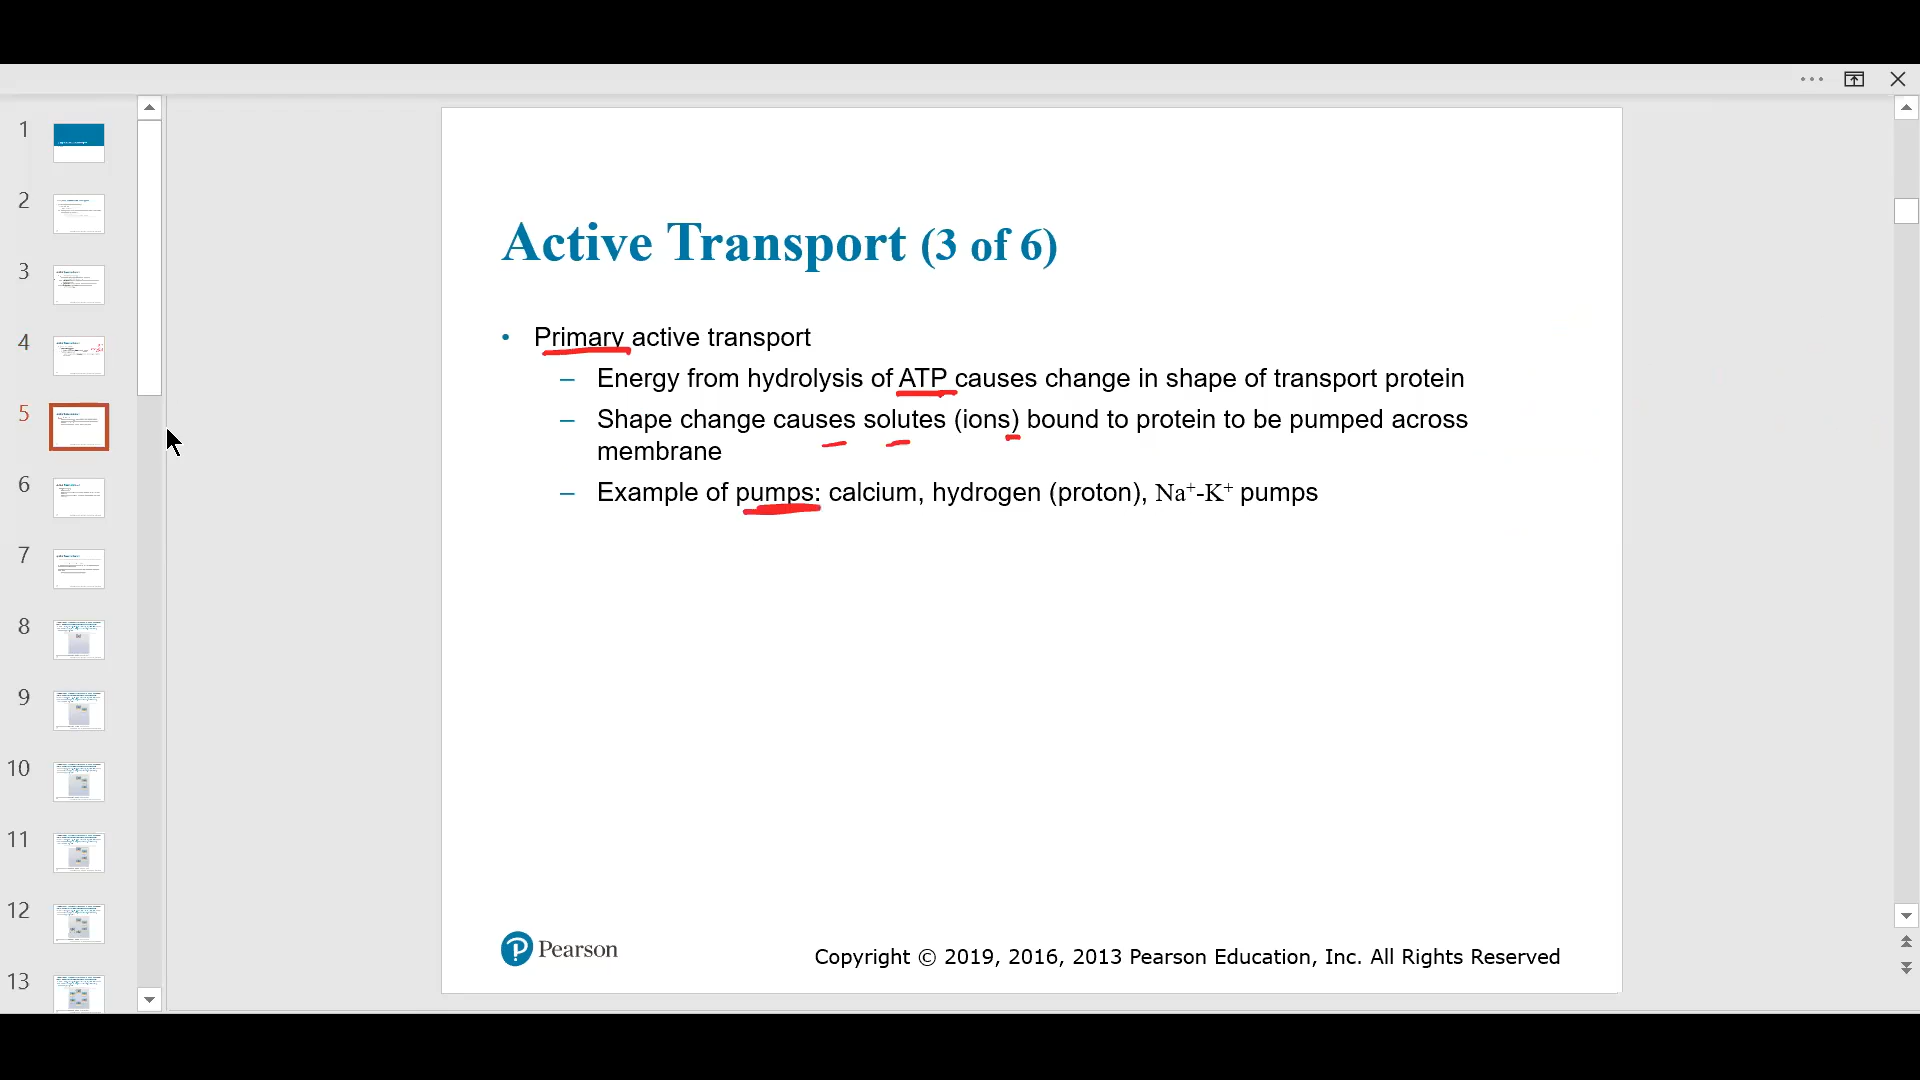 1
2
3
4
5
6
7
8
9
10
11
12
13
Active Transport (3 of 6)
• Primary active transport
– Energy from hydrolysis of ATP causes change in shape of transport protein
– Shape change causes solutes (ions) bound to protein to be pumped across
membrane
– Example of pumps: calcium, hydrogen (proton), Na⁺-K⁺ pumps
Pearson
Copyright © 2019, 2016, 2013 Pearson Education, Inc. All Rights Reserved